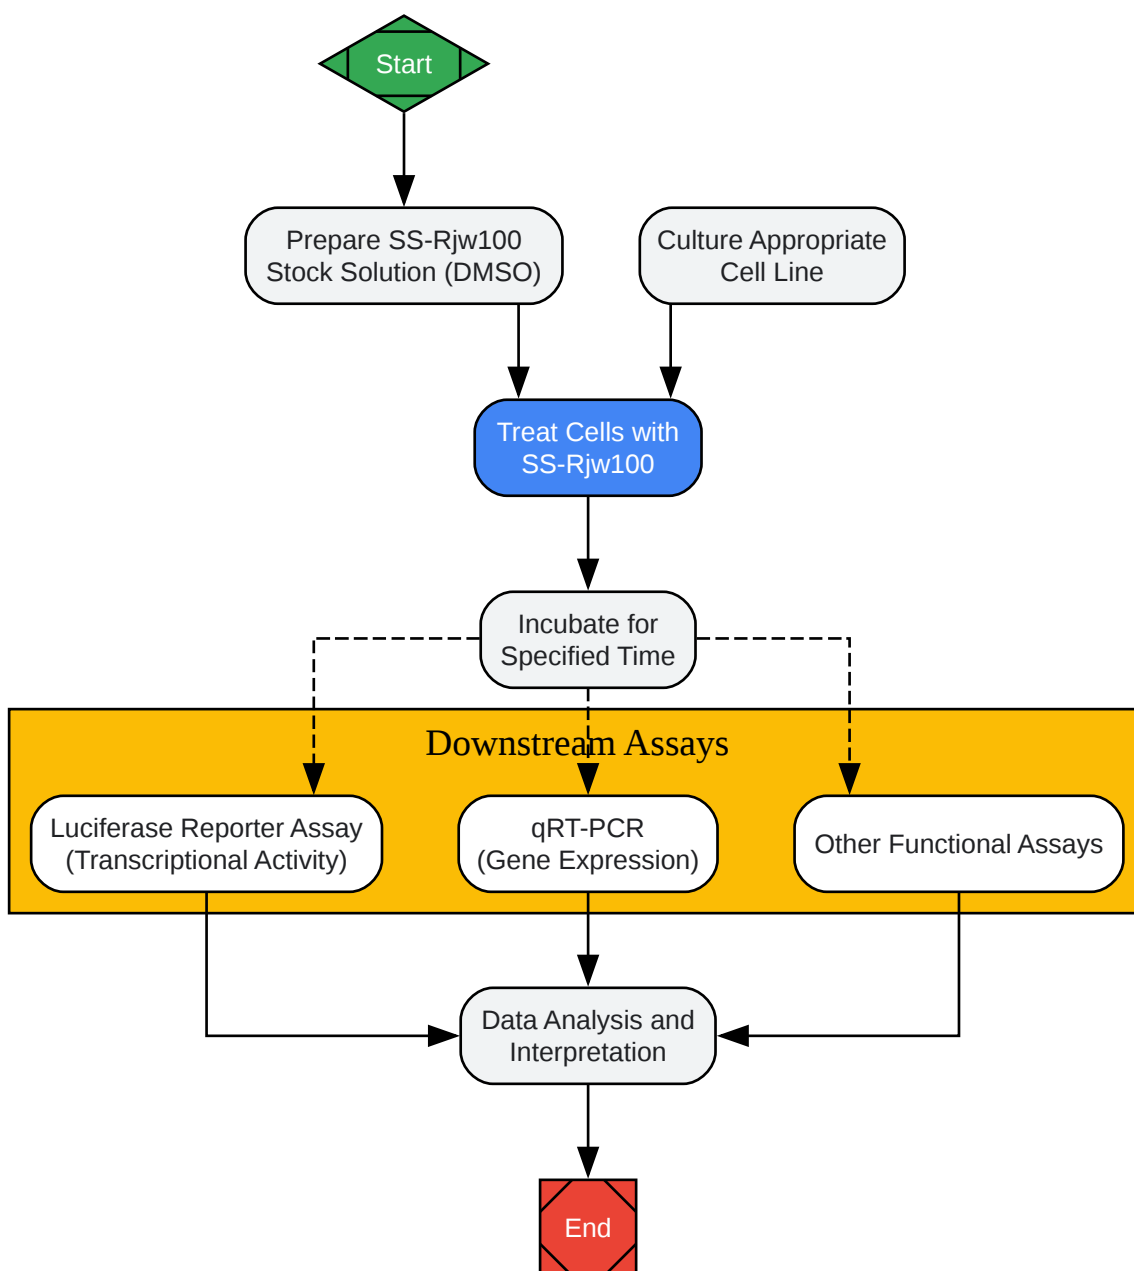 Start
Prepare SS-Rjw100
Stock Solution (DMSO)
Culture Appropriate
Cell Line
Treat Cells with
SS-Rjw100
Incubate for
Specified Time
Downstream Assays
Luciferase Reporter Assay
(Transcriptional Activity)
qRT-PCR
(Gene Expression)
Other Functional Assays
Data Analysis and
Interpretation
End